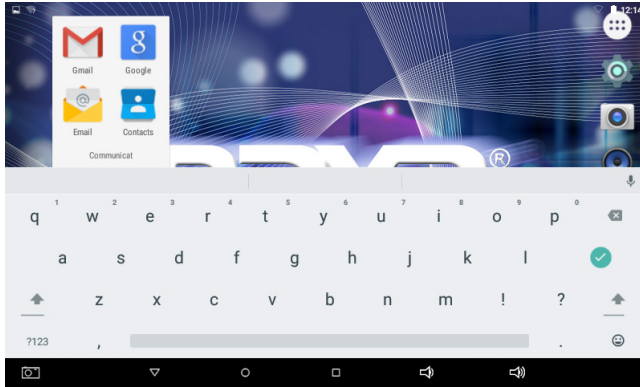 12:14
Gmail Google
Email Contacts
Communicat
®
1 2 3 4 5 6 7 8 9 0
q w e r t y u i o p
a s d f g h j k l
z x c v b n m ! ?
?123 , .